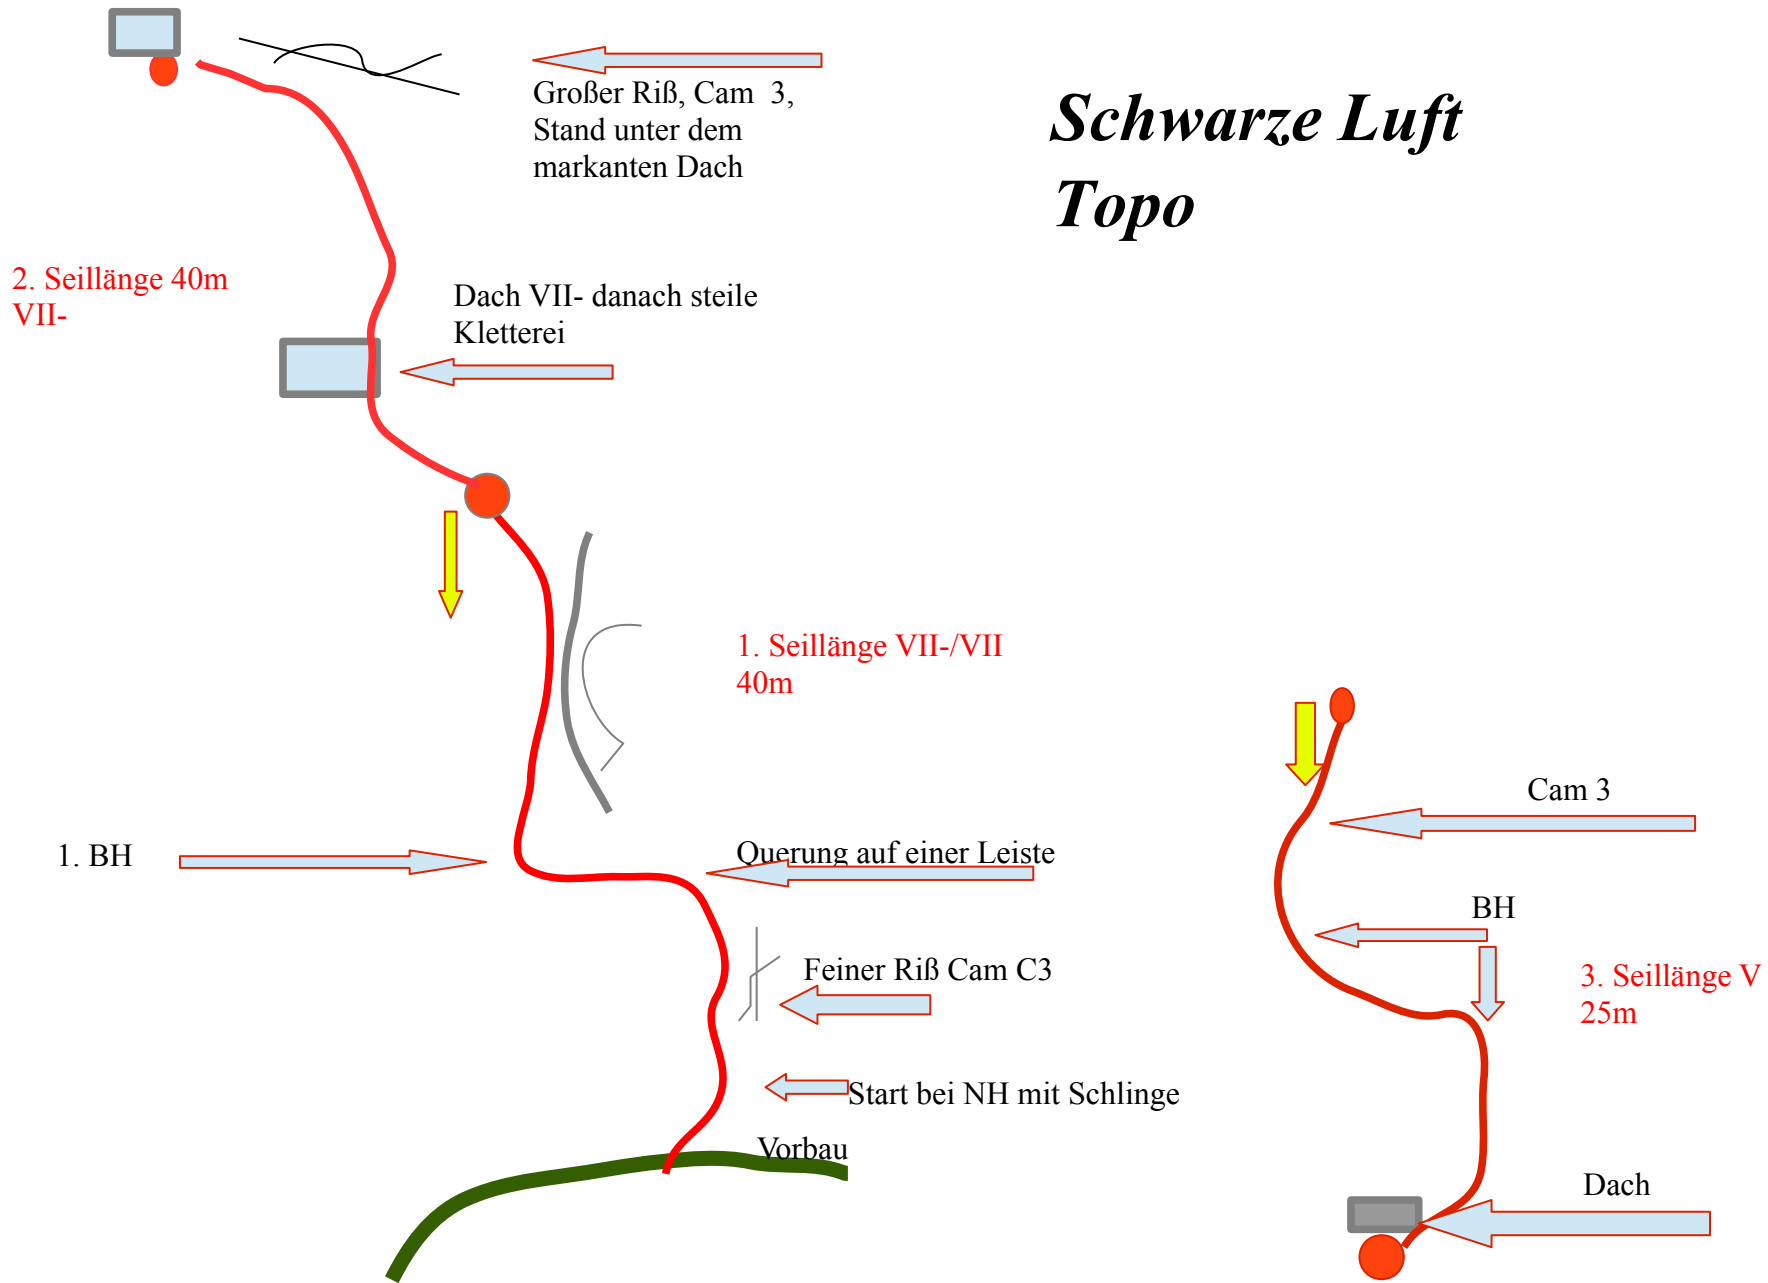 Schwarze Luft
Topo
Großer Riß, Cam 3,
Stand unter dem
markanten Dach
2. Seillänge 40m
VII-
Dach VII- danach steile
Kletterei
1. Seillänge VII-/VII
40m
1. BH
Querung auf einer Leiste
Feiner Riß Cam C3
Start bei NH mit Schlinge
Vorbau
Cam 3
BH
3. Seillänge V
25m
Dach